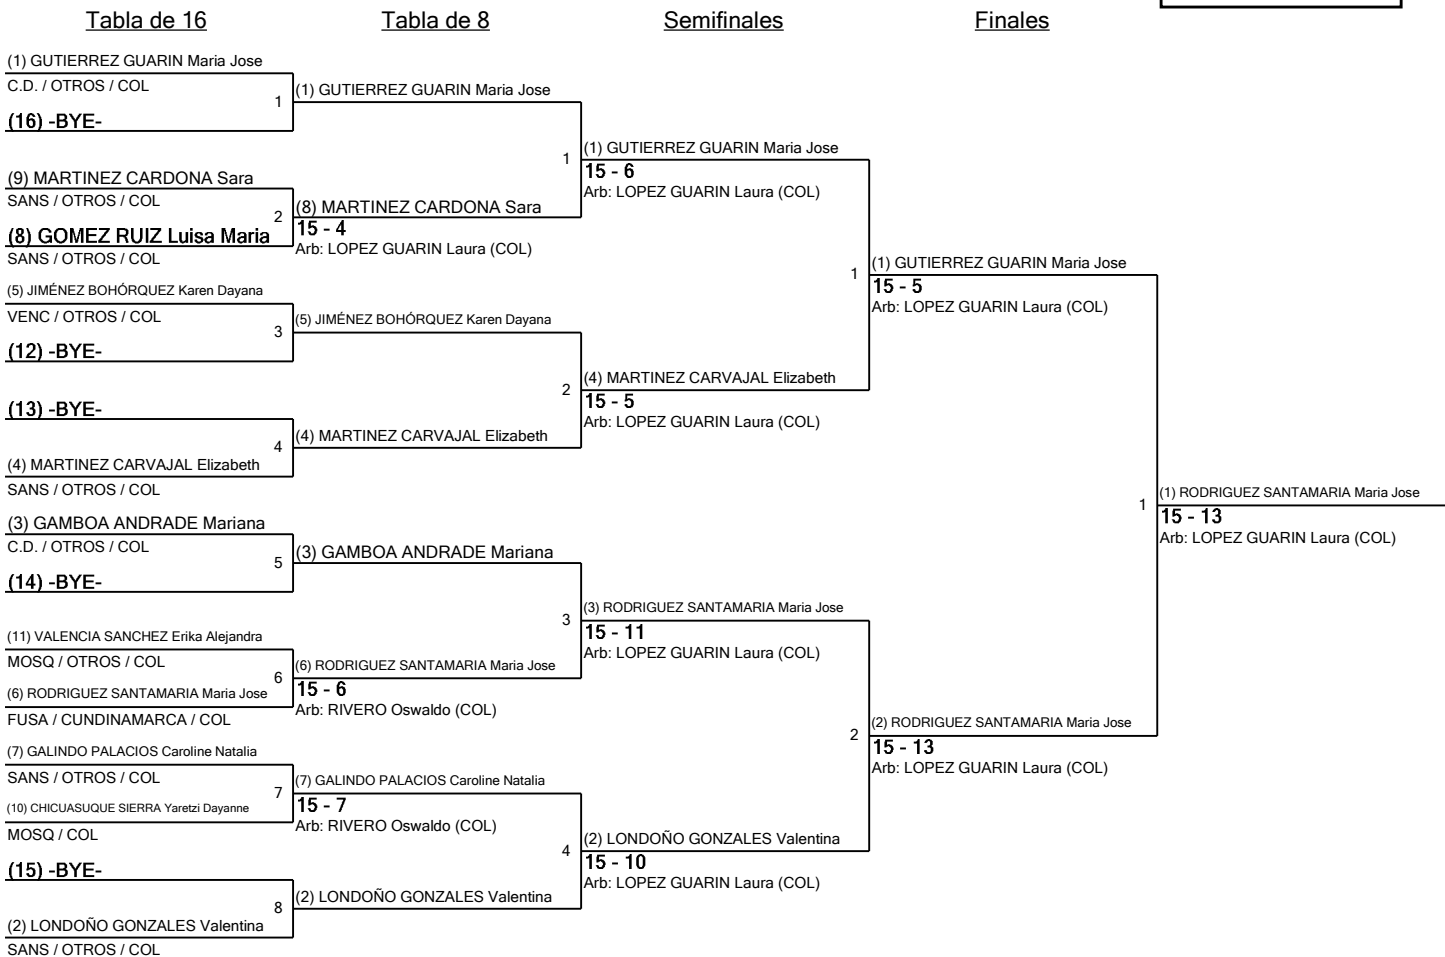 Tabla de 16
Tabla de 8
Semifinales
Finales
(1) GUTIERREZ GUARIN Maria Jose
C.D. / OTROS / COL
1
(16) -BYE-
(9) MARTINEZ CARDONA Sara
SANS / OTROS / COL
2
(8) GOMEZ RUIZ Luisa Maria
SANS / OTROS / COL
(5) JIMÉNEZ BOHÓRQUEZ Karen Dayana
VENC / OTROS / COL
3
(12) -BYE-
(13) -BYE-
4
(4) MARTINEZ CARVAJAL Elizabeth
SANS / OTROS / COL
(3) GAMBOA ANDRADE Mariana
C.D. / OTROS / COL
5
(14) -BYE-
(11) VALENCIA SANCHEZ Erika Alejandra
MOSQ / OTROS / COL
6
(6) RODRIGUEZ SANTAMARIA Maria Jose
FUSA / CUNDINAMARCA / COL
(7) GALINDO PALACIOS Caroline Natalia
SANS / OTROS / COL
7
(10) CHICUASUQUE SIERRA Yaretzi Dayanne
MOSQ / COL
(15) -BYE-
8
(2) LONDOÑO GONZALES Valentina
SANS / OTROS / COL
(1) GUTIERREZ GUARIN Maria Jose
1
(8) MARTINEZ CARDONA Sara
15 - 4
Arb: LOPEZ GUARIN Laura (COL)
(5) JIMÉNEZ BOHÓRQUEZ Karen Dayana
2
(4) MARTINEZ CARVAJAL Elizabeth
(3) GAMBOA ANDRADE Mariana
3
(6) RODRIGUEZ SANTAMARIA Maria Jose
15 - 6
Arb: RIVERO Oswaldo (COL)
(7) GALINDO PALACIOS Caroline Natalia
15 - 7
Arb: RIVERO Oswaldo (COL)
4
(2) LONDOÑO GONZALES Valentina
(1) GUTIERREZ GUARIN Maria Jose
15 - 6
Arb: LOPEZ GUARIN Laura (COL)
1
(4) MARTINEZ CARVAJAL Elizabeth
15 - 5
Arb: LOPEZ GUARIN Laura (COL)
(3) RODRIGUEZ SANTAMARIA Maria Jose
15 - 11
Arb: LOPEZ GUARIN Laura (COL)
2
(2) LONDOÑO GONZALES Valentina
15 - 10
Arb: LOPEZ GUARIN Laura (COL)
(1) GUTIERREZ GUARIN Maria Jose
15 - 5
Arb: LOPEZ GUARIN Laura (COL)
1
(2) RODRIGUEZ SANTAMARIA Maria Jose
15 - 13
Arb: LOPEZ GUARIN Laura (COL)
(1) RODRIGUEZ SANTAMARIA Maria Jose
15 - 13
Arb: LOPEZ GUARIN Laura (COL)